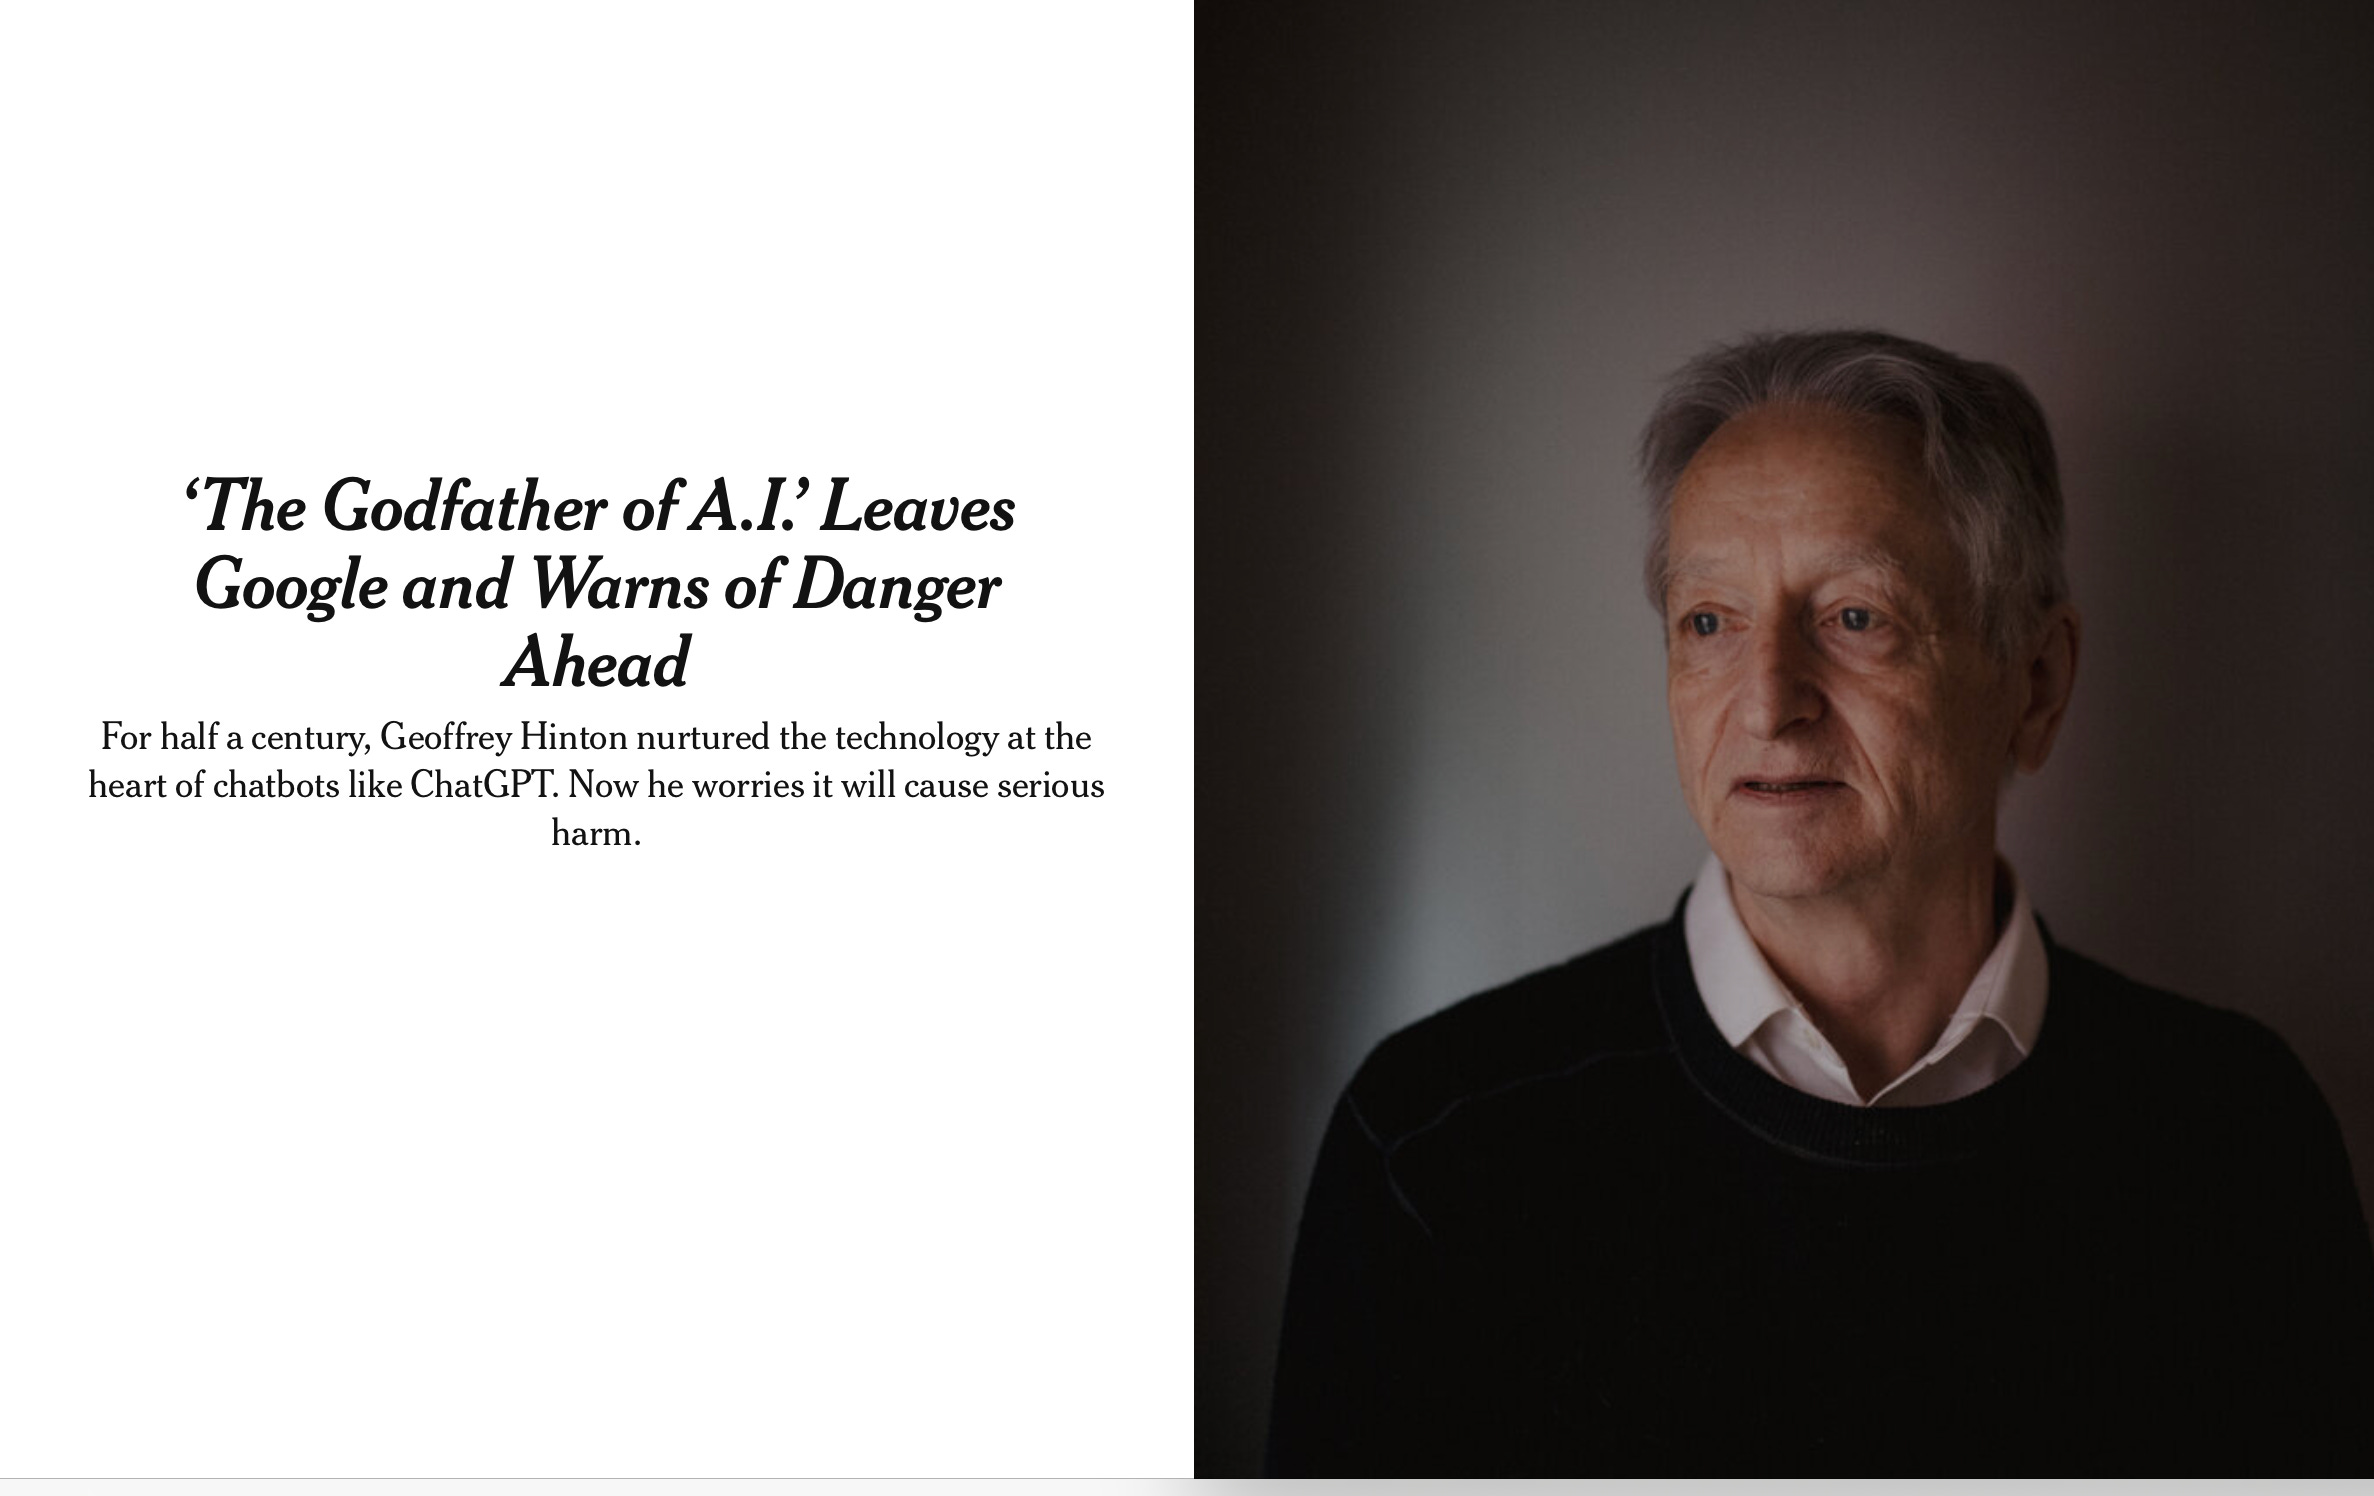 ‘The Godfather of A.I.’ Leaves
Google and Warns of Danger
Ahead
For half a century, Geoffrey Hinton nurtured the technology at the
heart of chatbots like ChatGPT. Now he worries it will cause serious
harm.